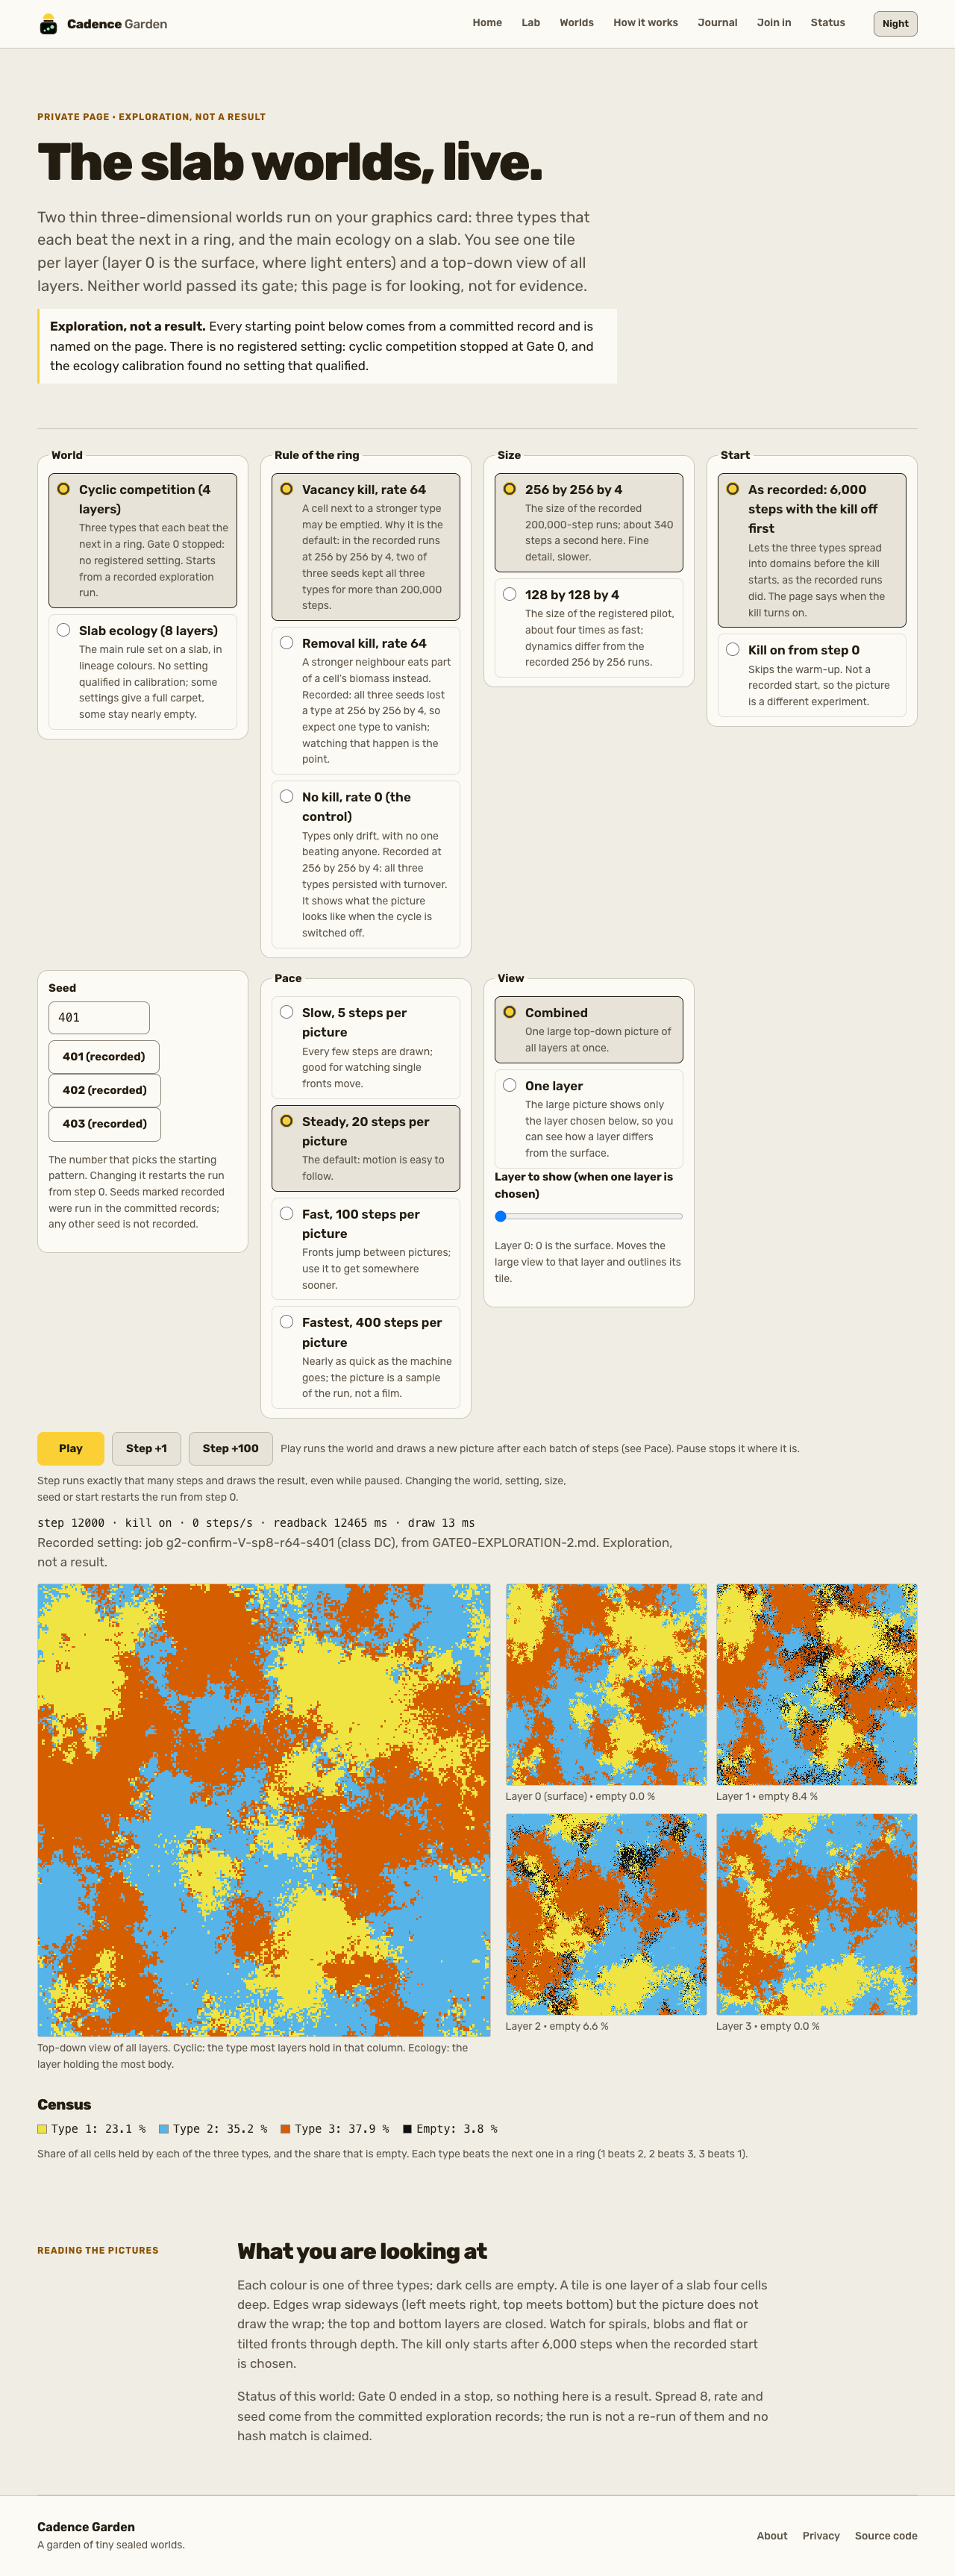 Cadence Garden
Home
Lab
Worlds
How it works
Journal
Join in
Status
Night
PRIVATE PAGE • EXPLORATION, NOT A RESULT
The slab worlds, live.
Two thin three-dimensional worlds run on your graphics card: three types that
each beat the next in a ring, and the main ecology on a slab. You see one tile
per layer (layer 0 is the surface, where light enters) and a top-down view of all
layers. Neither world passed its gate; this page is for looking, not for evidence.
Exploration, not a result. Every starting point below comes from a committed record and is
named on the page. There is no registered setting: cyclic competition stopped at Gate 0, and
the ecology calibration found no setting that qualified.
World
Cyclic competition (4
layers)
Three types that each beat the
next in a ring. Gate 0 stopped:
no registered setting. Starts
from a recorded exploration
run.
Slab ecology (8 layers)
The main rule set on a slab, in
lineage colours. No setting
qualified in calibration; some
settings give a full carpet,
some stay nearly empty.
Rule of the ring
Vacancy kill, rate 64
A cell next to a stronger type
may be emptied. Why it is the
default: in the recorded runs
at 256 by 256 by 4, two of
three seeds kept all three
types for more than 200,000
steps.
Removal kill, rate 64
A stronger neighbour eats part
of a cell's biomass instead.
Recorded: all three seeds lost
a type at 256 by 256 by 4, so
expect one type to vanish;
watching that happen is the
point.
No kill, rate 0 (the
control)
Types only drift, with no one
beating anyone. Recorded at
256 by 256 by 4: all three
types persisted with turnover.
It shows what the picture
looks like when the cycle is
switched off.
Size
256 by 256 by 4
The size of the recorded
200,000-step runs; about 340
steps a second here. Fine
detail, slower.
128 by 128 by 4
The size of the registered pilot,
about four times as fast;
dynamics differ from the
recorded 256 by 256 runs.
Start
As recorded: 6,000
steps with the kill off
first
Lets the three types spread
into domains before the kill
starts, as the recorded runs
did. The page says when the
kill turns on.
Kill on from step 0
Skips the warm-up. Not a
recorded start, so the picture
is a different experiment.
Seed
401
401 (recorded)
402 (recorded)
403 (recorded)
The number that picks the starting
pattern. Changing it restarts the run
from step 0. Seeds marked recorded
were run in the committed records;
any other seed is not recorded.
Pace
Slow, 5 steps per
picture
Every few steps are drawn;
good for watching single
fronts move.
Steady, 20 steps per
picture
The default: motion is easy to
follow.
Fast, 100 steps per
picture
Fronts jump between pictures;
use it to get somewhere
sooner.
Fastest, 400 steps per
picture
Nearly as quick as the machine
goes; the picture is a sample
of the run, not a film.
View
Combined
One large top-down picture of
all layers at once.
One layer
The large picture shows only
the layer chosen below, so you
can see how a layer differs
from the surface.
Layer to show (when one layer is
chosen)
Layer 0: 0 is the surface. Moves the
large view to that layer and outlines its
tile.
Play
Step +1
Step +100
Play runs the world and draws a new picture after each batch of steps (see Pace). Pause stops it where it is.
Step runs exactly that many steps and draws the result, even while paused. Changing the world, setting, size,
seed or start restarts the run from step 0.
step 12000 · kill on · 0 steps/s · readback 12465 ms · draw 13 ms
Recorded setting: job g2-confirm-V-sp8-r64-s401 (class DC), from GATE0-EXPLORATION-2.md. Exploration,
not a result.
Layer 0 (surface) • empty 0.0 %
Layer 1 • empty 8.4 %
Layer 2 • empty 6.6 %
Layer 3 • empty 0.0 %
Top-down view of all layers. Cyclic: the type most layers hold in that column. Ecology: the
layer holding the most body.
Census
Type 1: 23.1 %
Type 2: 35.2 %
Type 3: 37.9 %
Empty: 3.8 %
Share of all cells held by each of the three types, and the share that is empty. Each type beats the next one in a ring (1 beats 2, 2 beats 3, 3 beats 1).
READING THE PICTURES
What you are looking at
Each colour is one of three types; dark cells are empty. A tile is one layer of a slab four cells
deep. Edges wrap sideways (left meets right, top meets bottom) but the picture does not
draw the wrap; the top and bottom layers are closed. Watch for spirals, blobs and flat or
tilted fronts through depth. The kill only starts after 6,000 steps when the recorded start
is chosen.
Status of this world: Gate 0 ended in a stop, so nothing here is a result. Spread 8, rate and
seed come from the committed exploration records; the run is not a re-run of them and no
hash match is claimed.
Cadence Garden
A garden of tiny sealed worlds.
About
Privacy
Source code